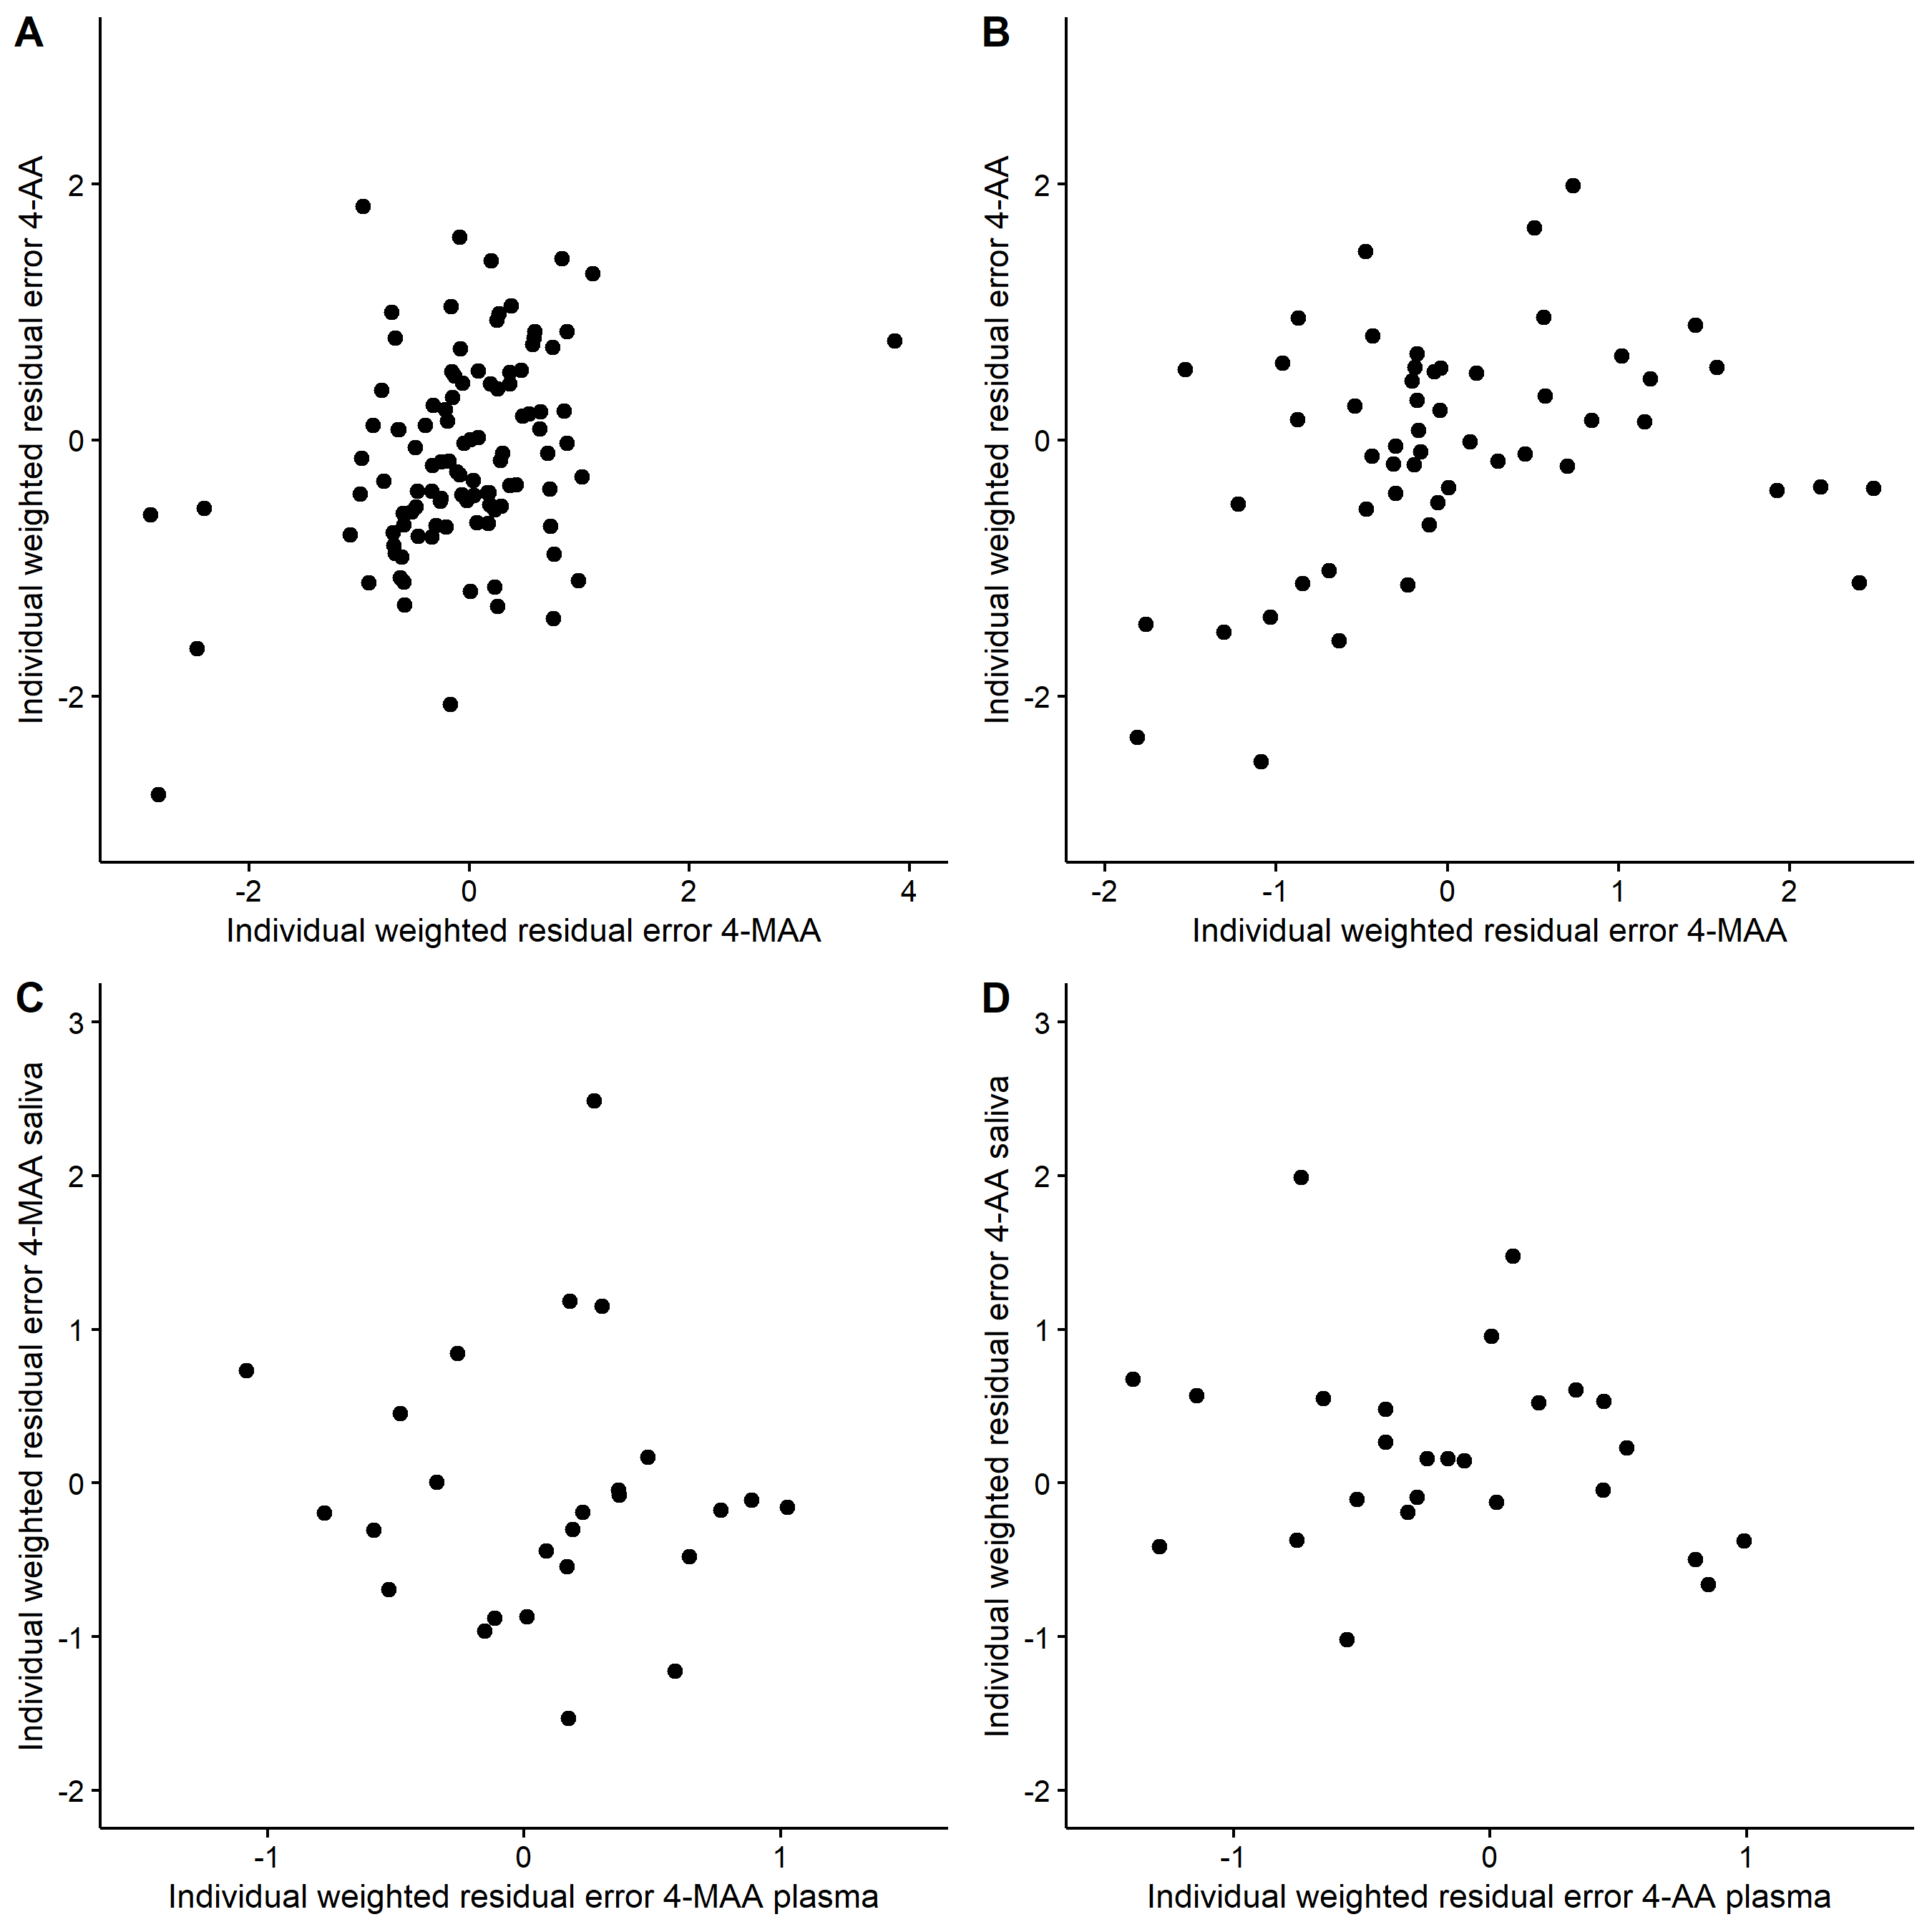 A
Individual weighted residual error 4-AA
2
0
-2
-2 0 2 4
Individual weighted residual error 4-MAA
B
Individual weighted residual error 4-AA
2
0
-2
-2 -1 0 1 2
Individual weighted residual error 4-MAA
C
Individual weighted residual error 4-MAA saliva
3
2
1
0
-1
-2
-1 0 1
Individual weighted residual error 4-MAA plasma
D
Individual weighted residual error 4-AA saliva
3
2
1
0
-1
-2
-1 0 1
Individual weighted residual error 4-AA plasma